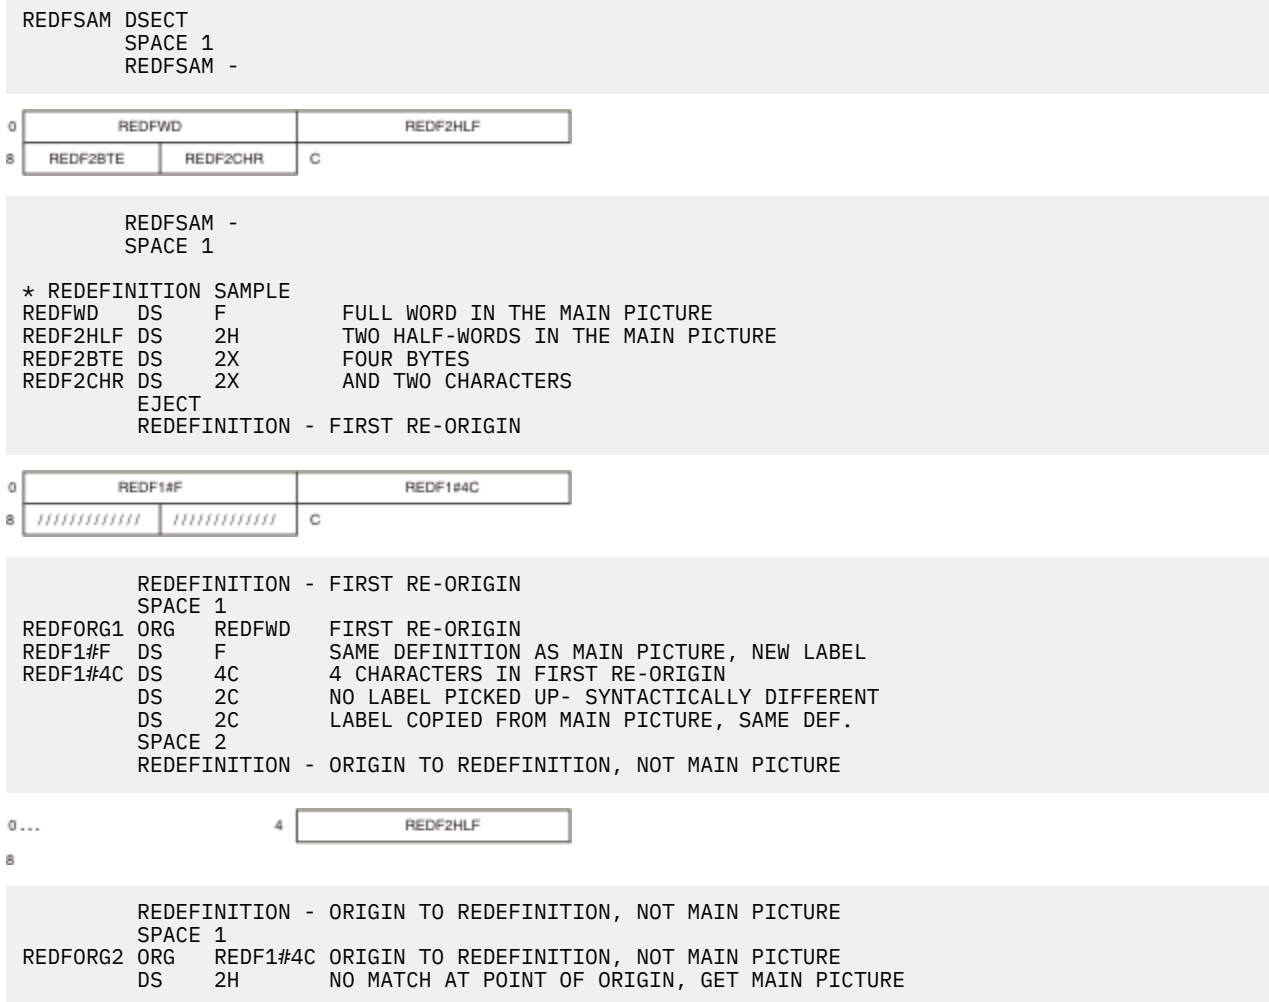 REDFSAM DSECT
SPACE 1
REDFSAM -
0 REDFWD REDF2HLF
8 REDF2BTE REDF2CHR C
REDFSAM -
SPACE 1
* REDEFINITION SAMPLE
REDFWD DS F FULL WORD IN THE MAIN PICTURE
REDF2HLF DS 2H TWO HALF-WORDS IN THE MAIN PICTURE
REDF2BTE DS 2X FOUR BYTES
REDF2CHR DS 2X AND TWO CHARACTERS
EJECT
REDEFINITION - FIRST RE-ORIGIN
0 REDF1#F REDF1#4C
8 ///////////// ///////////// C
REDEFINITION - FIRST RE-ORIGIN
SPACE 1
REDFORG1 ORG REDFWD FIRST RE-ORIGIN
REDF1#F DS F SAME DEFINITION AS MAIN PICTURE, NEW LABEL
REDF1#4C DS 4C 4 CHARACTERS IN FIRST RE-ORIGIN
DS 2C NO LABEL PICKED UP- SYNTACTICALLY DIFFERENT
DS 2C LABEL COPIED FROM MAIN PICTURE, SAME DEF.
SPACE 2
REDEFINITION - ORIGIN TO REDEFINITION, NOT MAIN PICTURE
0... 4 REDF2HLF
8
REDEFINITION - ORIGIN TO REDEFINITION, NOT MAIN PICTURE
SPACE 1
REDFORG2 ORG REDF1#4C ORIGIN TO REDEFINITION, NOT MAIN PICTURE
DS 2H NO MATCH AT POINT OF ORIGIN, GET MAIN PICTURE